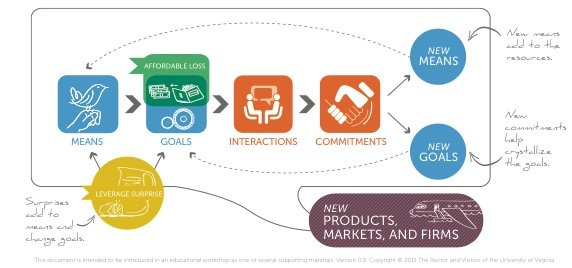 AFFORDABLE LOSS
MEANS
GOALS
INTERACTIONS
COMMITMENTS
NEW
MEANS
New means
add to the
resources.
NEW
GOALS
New
commitments
help
crystallize
the goals.
LEVERAGE SURPRISE
Surprises
add to
means and
change goals.
NEW
PRODUCTS,
MARKETS, AND FIRMS
This document is intended to be introduced in an educational workshop as one of several supporting materials. Version 0.9. Copyright © 2011 The Rector and Visitors of the University of Virginia